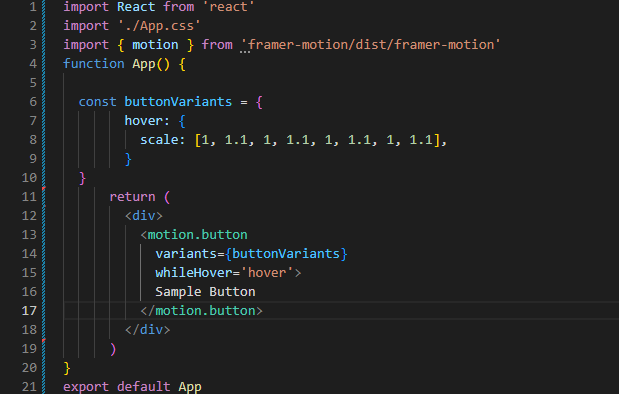 1 import React from 'react'
2 import './App.css'
3 import { motion } from 'framer-motion/dist/framer-motion'
4 function App() {
5
6 const buttonVariants = {
7 hover: {
8 scale: [1, 1.1, 1, 1.1, 1, 1.1, 1, 1.1],
9 }
10 }
11 return (
12 <div>
13 <motion.button
14 variants={buttonVariants}
15 whileHover='hover'>
16 Sample Button
17 </motion.button>
18 </div>
19 )
20 }
21 export default App